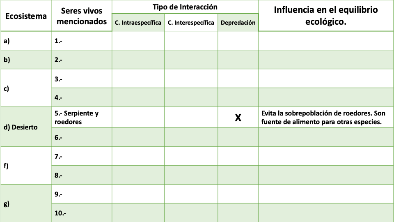 Ecosistema
Seres vivos
mencionados
Tipo de Interacción
C. Intraespecífica
C. Interespecífica
Depredación
Influencia en el equilibrio
ecológico.
a)
1.-
b)
2.-
c)
3.-
4.-
d) Desierto
5.- Serpiente y
roedores
X
Evita la sobrepoblación de roedores. Son
fuente de alimento para otras especies.
6.-
f)
7.-
8.-
g)
9.-
10.-